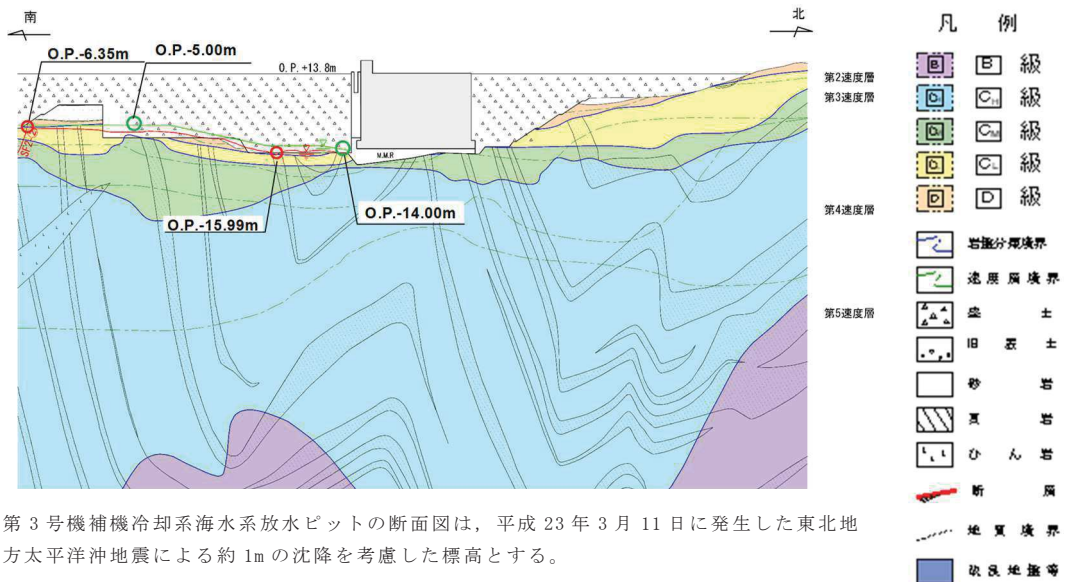 南
北
O.P.-6.35m
O.P.-5.00m
O.P.+13.8m
M.M.R
O.P.-15.99m
O.P.-14.00m
第2速度層
第3速度層
第4速度層
第5速度層
凡 例
B B 級
CH 級
CM 級
CL 級
D D 級
岩盤分類境界
速度層境界
盛 土
旧 表 土
砂 岩
頁 岩
ひ ん 岩
断 層
地 質 境 界
改良地盤等
第3号機補機冷却系海水系放水ピットの断面図は，平成23年3月11日に発生した東北地
方太平洋沖地震による約1mの沈降を考慮した標高とする。